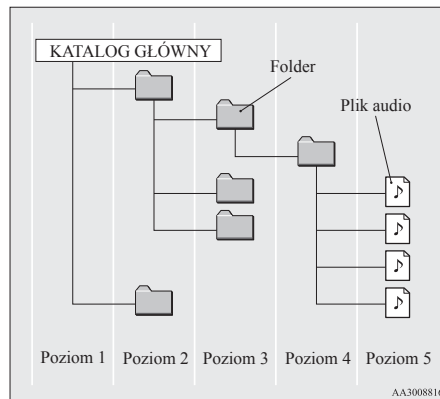 KATALOG GŁÓWNY
Folder
Plik audio
Poziom 1 Poziom 2 Poziom 3 Poziom 4 Poziom 5
AA3008816